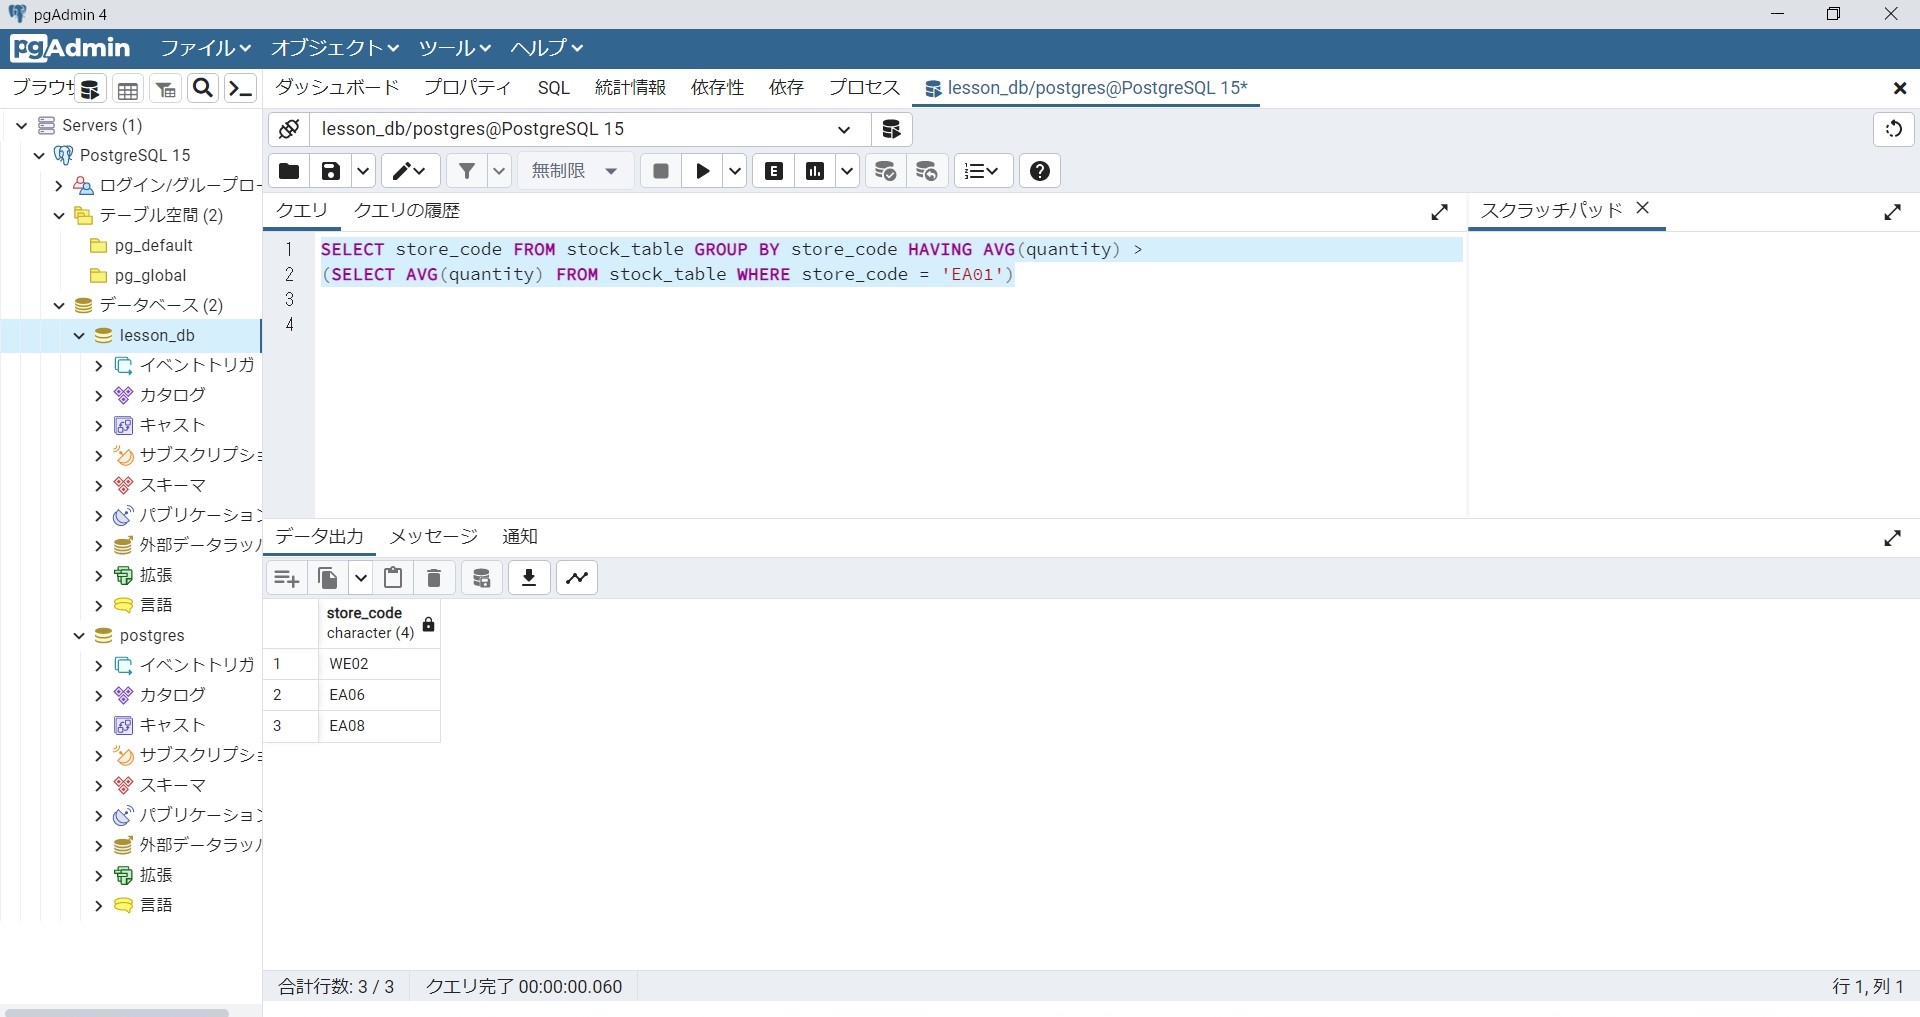 pgAdmin 4
pgAdmin ファイル オブジェクト ツール ヘルプ
ブラウザ
ダッシュボード プロパティ SQL 統計情報 依存性 依存 プロセス lesson_db/postgres@PostgreSQL 15*
Servers (1)
PostgreSQL 15
ログイン/グループロー
テーブル空間 (2)
pg_default
pg_global
データベース (2)
lesson_db
イベントトリガ
カタログ
キャスト
サブスクリプショ
スキーマ
パブリケーション
外部データラッパ
拡張
言語
postgres
イベントトリガ
カタログ
キャスト
サブスクリプショ
スキーマ
パブリケーション
外部データラッパ
拡張
言語
lesson_db/postgres@PostgreSQL 15
無制限 E
クエリ クエリの履歴
1 SELECT store_code FROM stock_table GROUP BY store_code HAVING AVG(quantity) >
2 (SELECT AVG(quantity) FROM stock_table WHERE store_code = 'EA01')
3
4
スクラッチパッド
データ出力 メッセージ 通知
store_code
character (4)
1 WE02
2 EA06
3 EA08
合計行数: 3 / 3 クエリ完了 00:00:00.060 行 1, 列 1